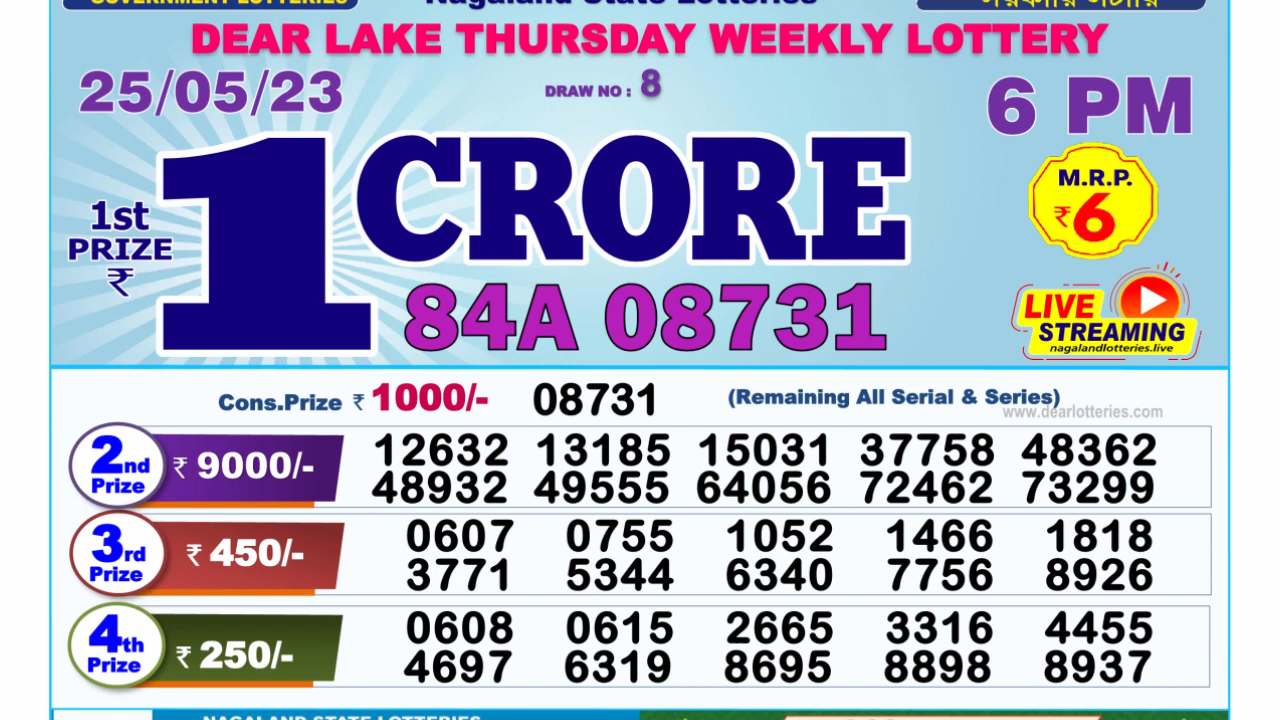 GOVERNMENT LOTTERIES
Nagaland State Lotteries
DEAR LAKE THURSDAY WEEKLY LOTTERY
25/05/23
DRAW NO : 8
6 PM
1st
PRIZE
₹
1 CRORE
84A 08731
M.R.P.
₹6
LIVE
STREAMING
nagalandlotteries.live
Cons.Prize ₹ 1000/- 08731 (Remaining All Serial & Series)
www.dearlotteries.com
2nd Prize ₹ 9000/-
12632 13185 15031 37758 48362
48932 49555 64056 72462 73299
3rd Prize ₹ 450/-
0607 0755 1052 1466 1818
3771 5344 6340 7756 8926
4th Prize ₹ 250/-
0608 0615 2665 3316 4455
4697 6319 8695 8898 8937
NAGALAND STATE LOTTERIES